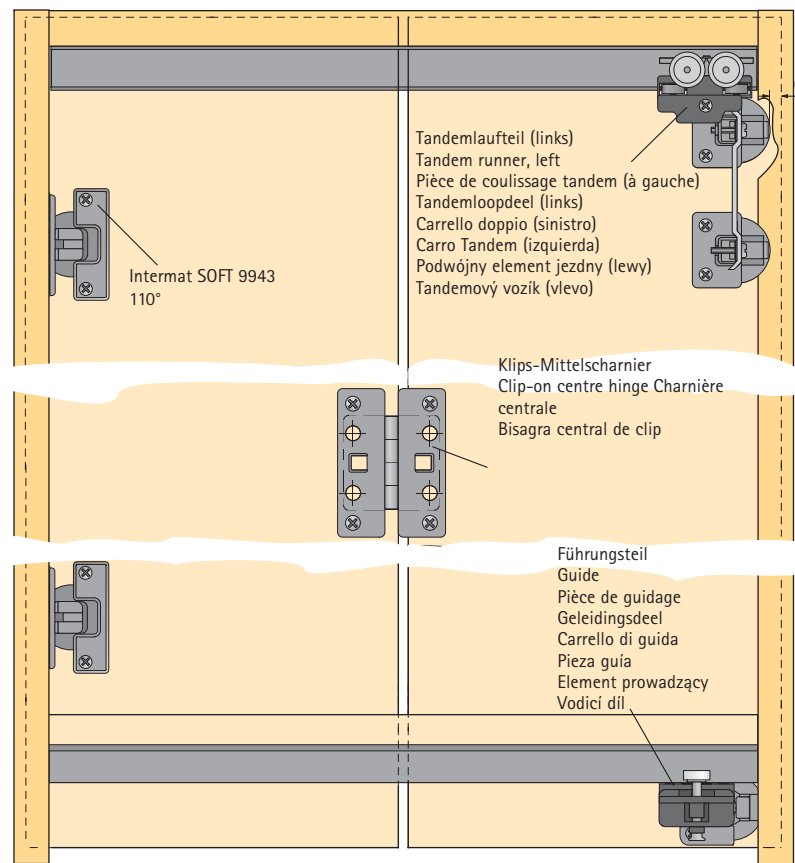 Tandemlaufteil (links)
Tandem runner, left
Pièce de coulissage tandem (à gauche)
Tandemloopdeel (links)
Carrello doppio (sinistro)
Carro Tandem (izquierda)
Podwójny element jezdny (lewy)
Tandemový vozík (vlevo)
Intermat SOFT 9943
110°
Klips-Mittelscharnier
Clip-on centre hinge Charnière
centrale
Bisagra central de clip
Führungsteil
Guide
Pièce de guidage
Geleidingsdeel
Carrello di guida
Pieza guía
Element prowadzący
Vodicí díl